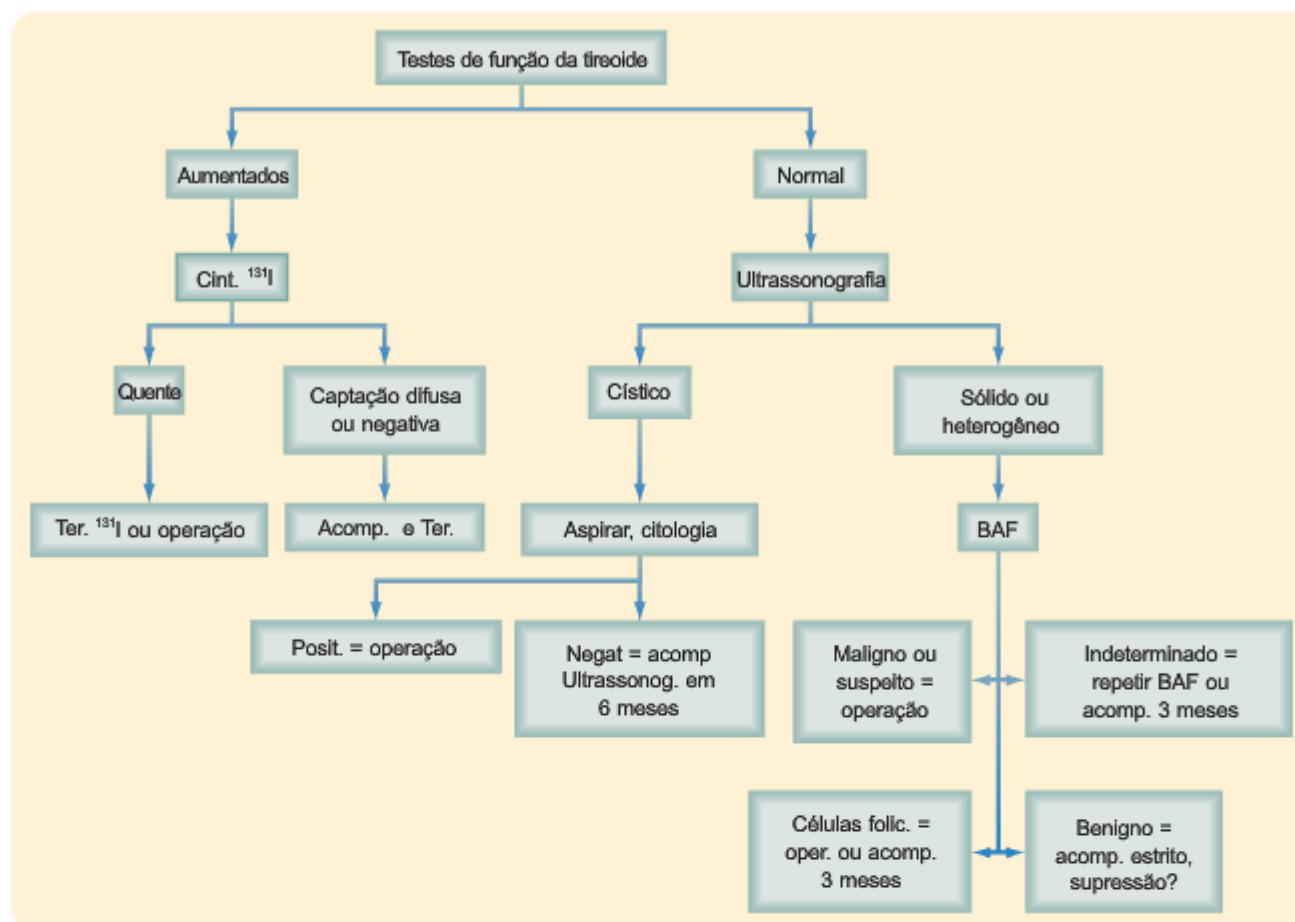 Testes de função da tireoide
Aumentados
Normal
Cint. ¹³¹I
Ultrassonografia
Quente
Captação difusa
ou negativa
Cístico
Sólido ou
heterogêneo
Ter. ¹³¹I ou operação
Acomp. e Ter.
Aspirar, citologia
BAF
Posit. = operação
Negat = acomp
Ultrassonog. em
6 meses
Maligno ou
suspeito =
operação
Indeterminado =
repetir BAF ou
acomp. 3 meses
Células folic. =
oper. ou acomp.
3 meses
Benigno =
acomp. estrito,
supressão?